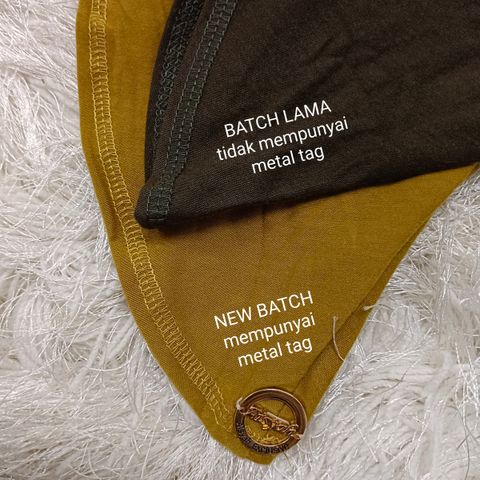 BATCH LAMA
tidak mempunyai
metal tag
NEW BATCH
mempunyai
metal tag